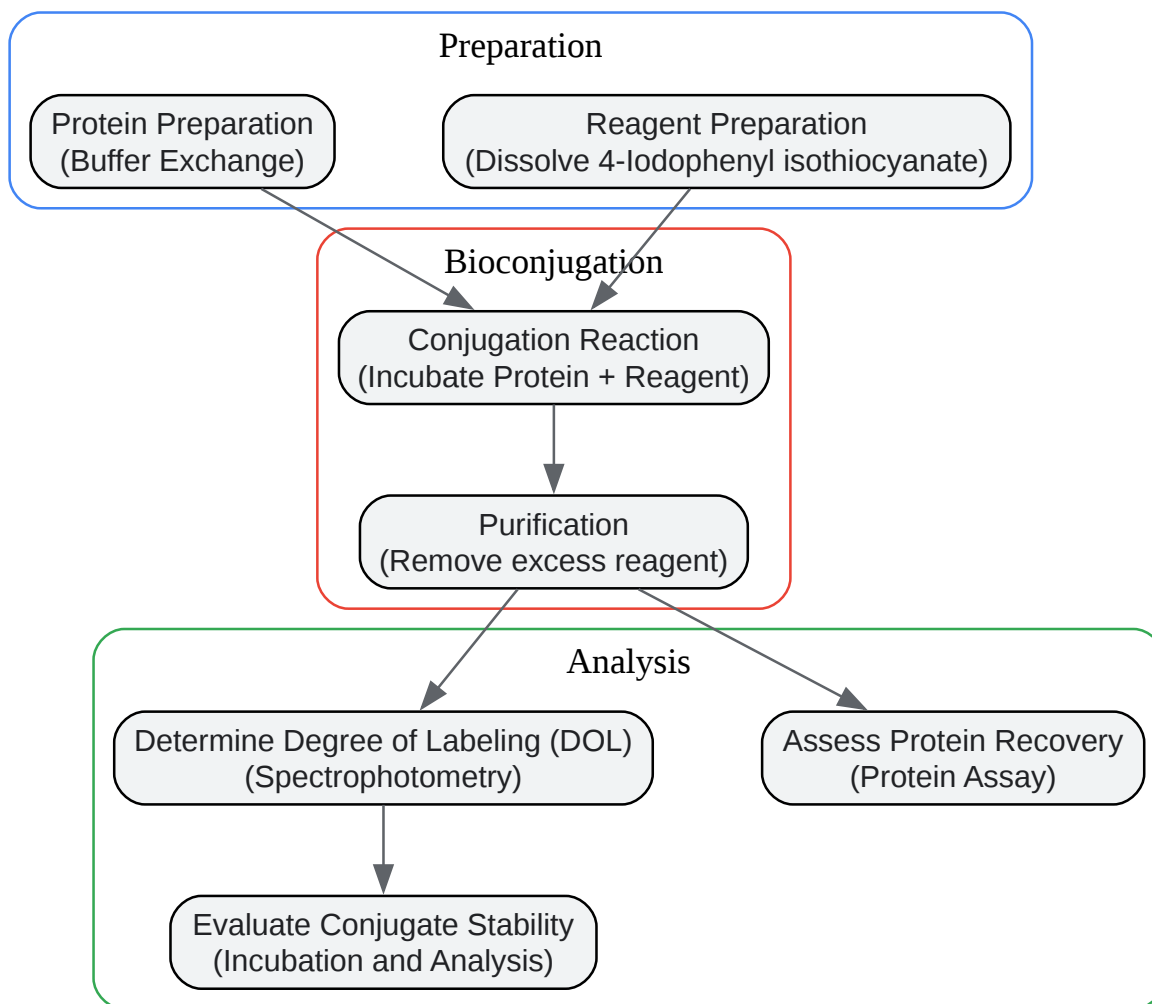 Preparation
Protein Preparation
(Buffer Exchange)
Reagent Preparation
(Dissolve 4-Iodophenyl isothiocyanate)
Bioconjugation
Conjugation Reaction
(Incubate Protein + Reagent)
Purification
(Remove excess reagent)
Analysis
Determine Degree of Labeling (DOL)
(Spectrophotometry)
Assess Protein Recovery
(Protein Assay)
Evaluate Conjugate Stability
(Incubation and Analysis)